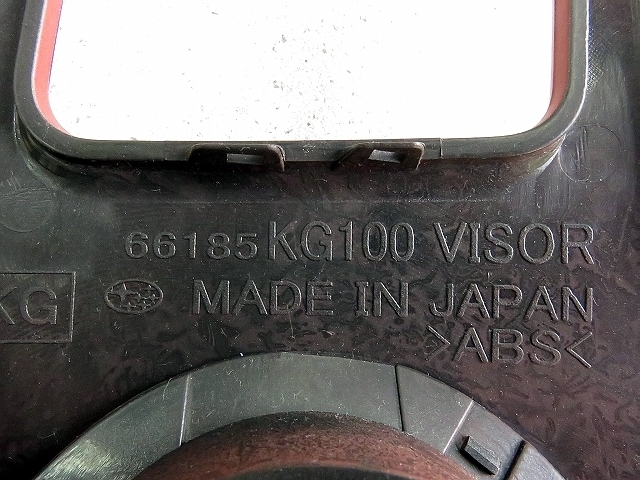 66185KG100 VISOR
KG
MADE IN JAPAN
>ABS<